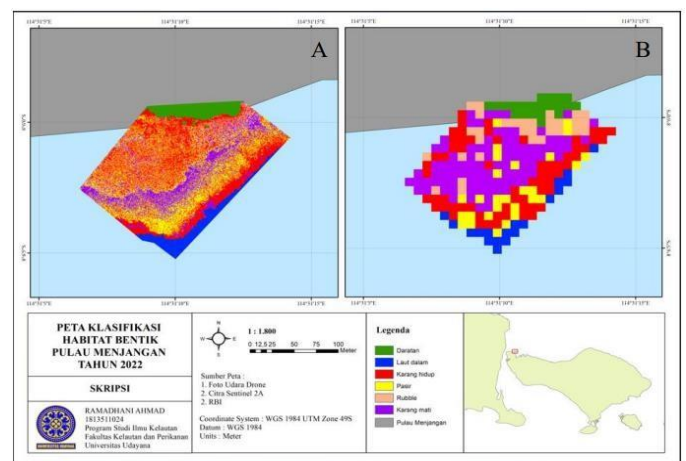 A
B
PETA KLASIFIKASI
HABITAT BENTIK
PULAU MENJANGAN
TAHUN 2022
SKRIPSI
RAMADHANI AHMAD
1813511024
Program Studi Ilmu Kelautan
Fakultas Kelautan dan Perikanan
Universitas Udayana
N
W
E
S
1 : 1.800
0 12,5 25 50 75 100
Meter
Sumber Peta :
1. Foto Udara Drone
2. Citra Sentinel 2A
2. RBI
Coordinate System : WGS 1984 UTM Zone 49S
Datum : WGS 1984
Units : Meter
Legenda
Daratan
Laut dalam
Karang hidup
Pasir
Rubble
Karang mati
Pulau Menjangan